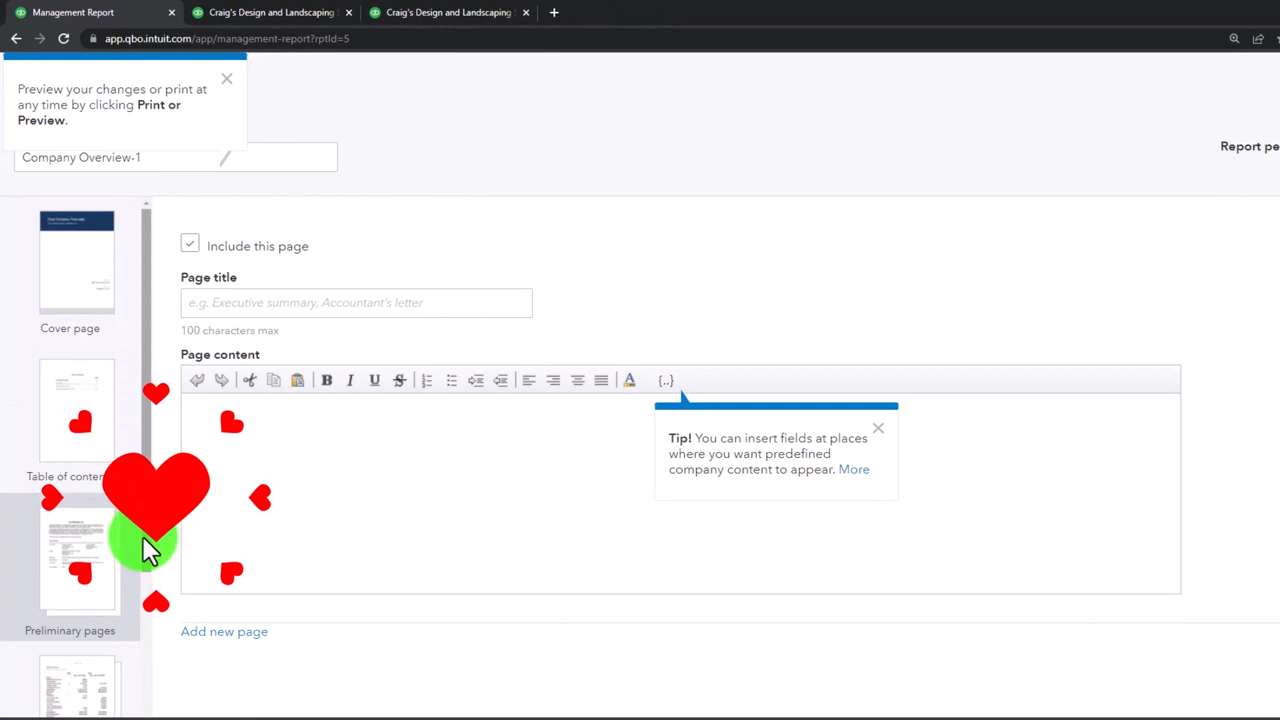 Management Report
Craig's Design and Landscaping S
Craig's Design and Landscaping S
app.qbo.intuit.com/app/management-report?rptId=5
Preview your changes or print at
any time by clicking Print or
Preview.
Company Overview-1
Report pe
Include this page
Page title
e.g. Executive summary, Accountant's letter
100 characters max
Cover page
Page content
B I U S A {..}
Tip! You can insert fields at places
where you want predefined
company content to appear. More
Table of conten
Preliminary pages
Add new page